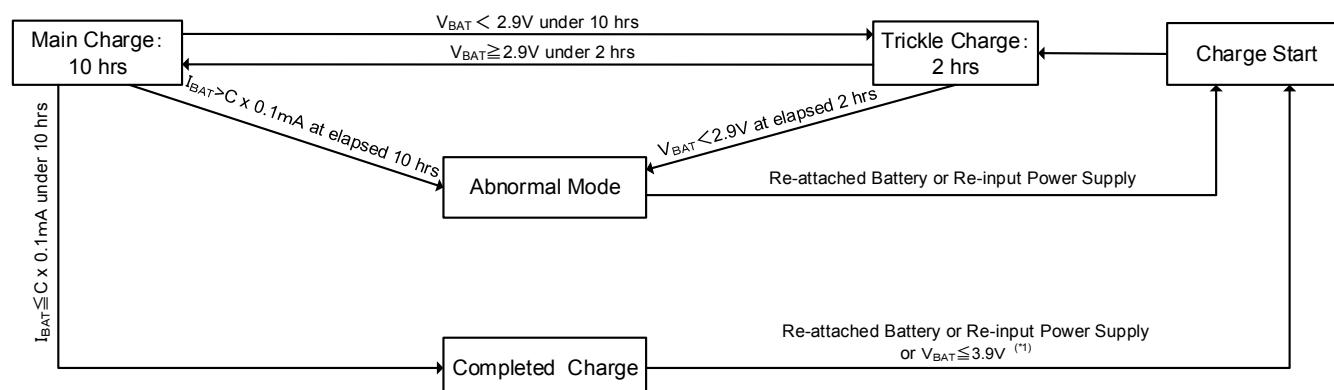 V_BAT < 2.9V under 10 hrs
Main Charge:
10 hrs
V_BAT≧2.9V under 2 hrs
Trickle Charge:
2 hrs
Charge Start
I_BAT>C x 0.1mA at elapsed 10 hrs
V_BAT<2.9V at elapsed 2 hrs
I_BAT≦C x 0.1mA under 10 hrs
Abnormal Mode
Re-attached Battery or Re-input Power Supply
Completed Charge
Re-attached Battery or Re-input Power Supply
or V_BAT≦3.9V (*1)